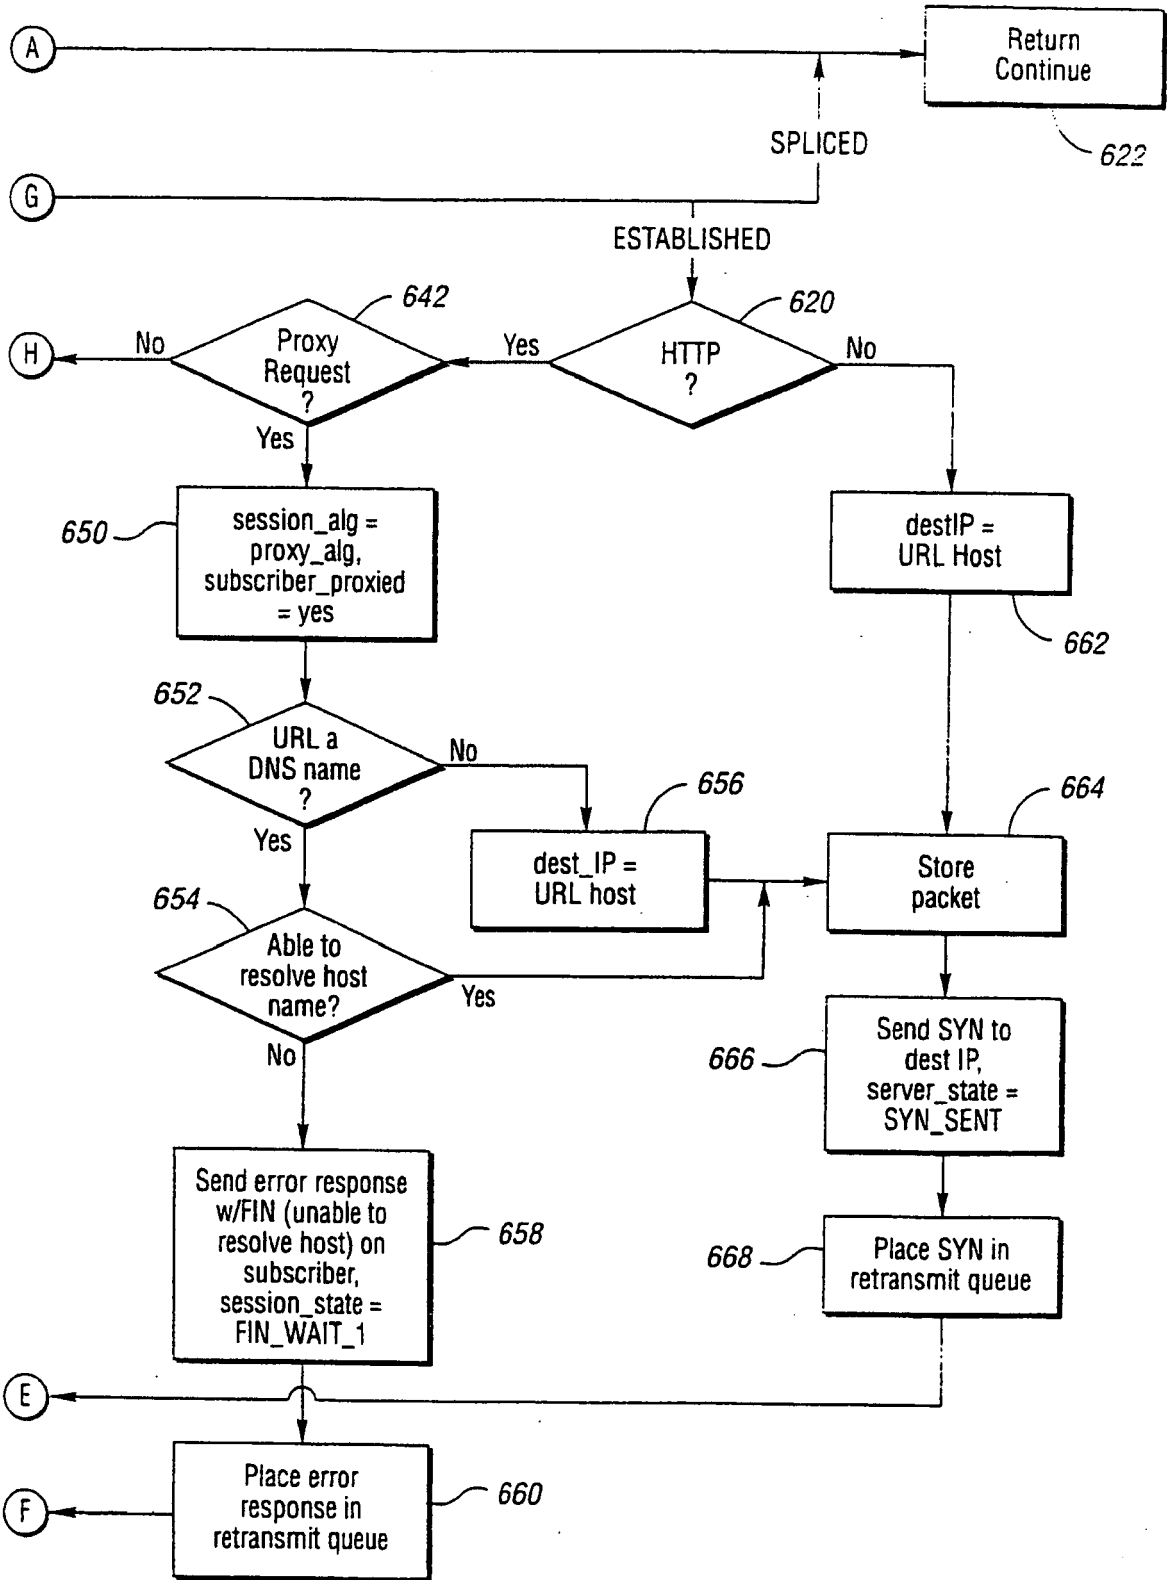 A
Return
Continue
622
SPLICED
G
ESTABLISHED
642
620
H
No
Proxy
Request
?
Yes
HTTP
?
No
Yes
650
session_alg =
proxy_alg,
subscriber_proxied
= yes
destIP =
URL Host
662
652
URL a
DNS name
?
No
Yes
656
dest_IP =
URL host
664
Store
packet
654
Able to
resolve host
name?
Yes
No
666
Send SYN to
dest IP,
server_state =
SYN_SENT
Send error response
w/FIN (unable to
resolve host) on
subscriber,
session_state =
FIN_WAIT_1
658
668
Place SYN in
retransmit queue
E
Place error
response in
retransmit queue
660
F